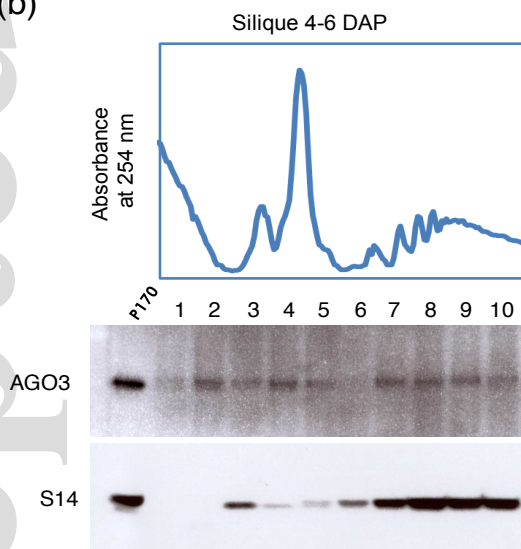 (b)
Silique 4-6 DAP
Absorbance
at 254 nm
P170 1 2 3 4 5 6 7 8 9 10
AGO3
S14